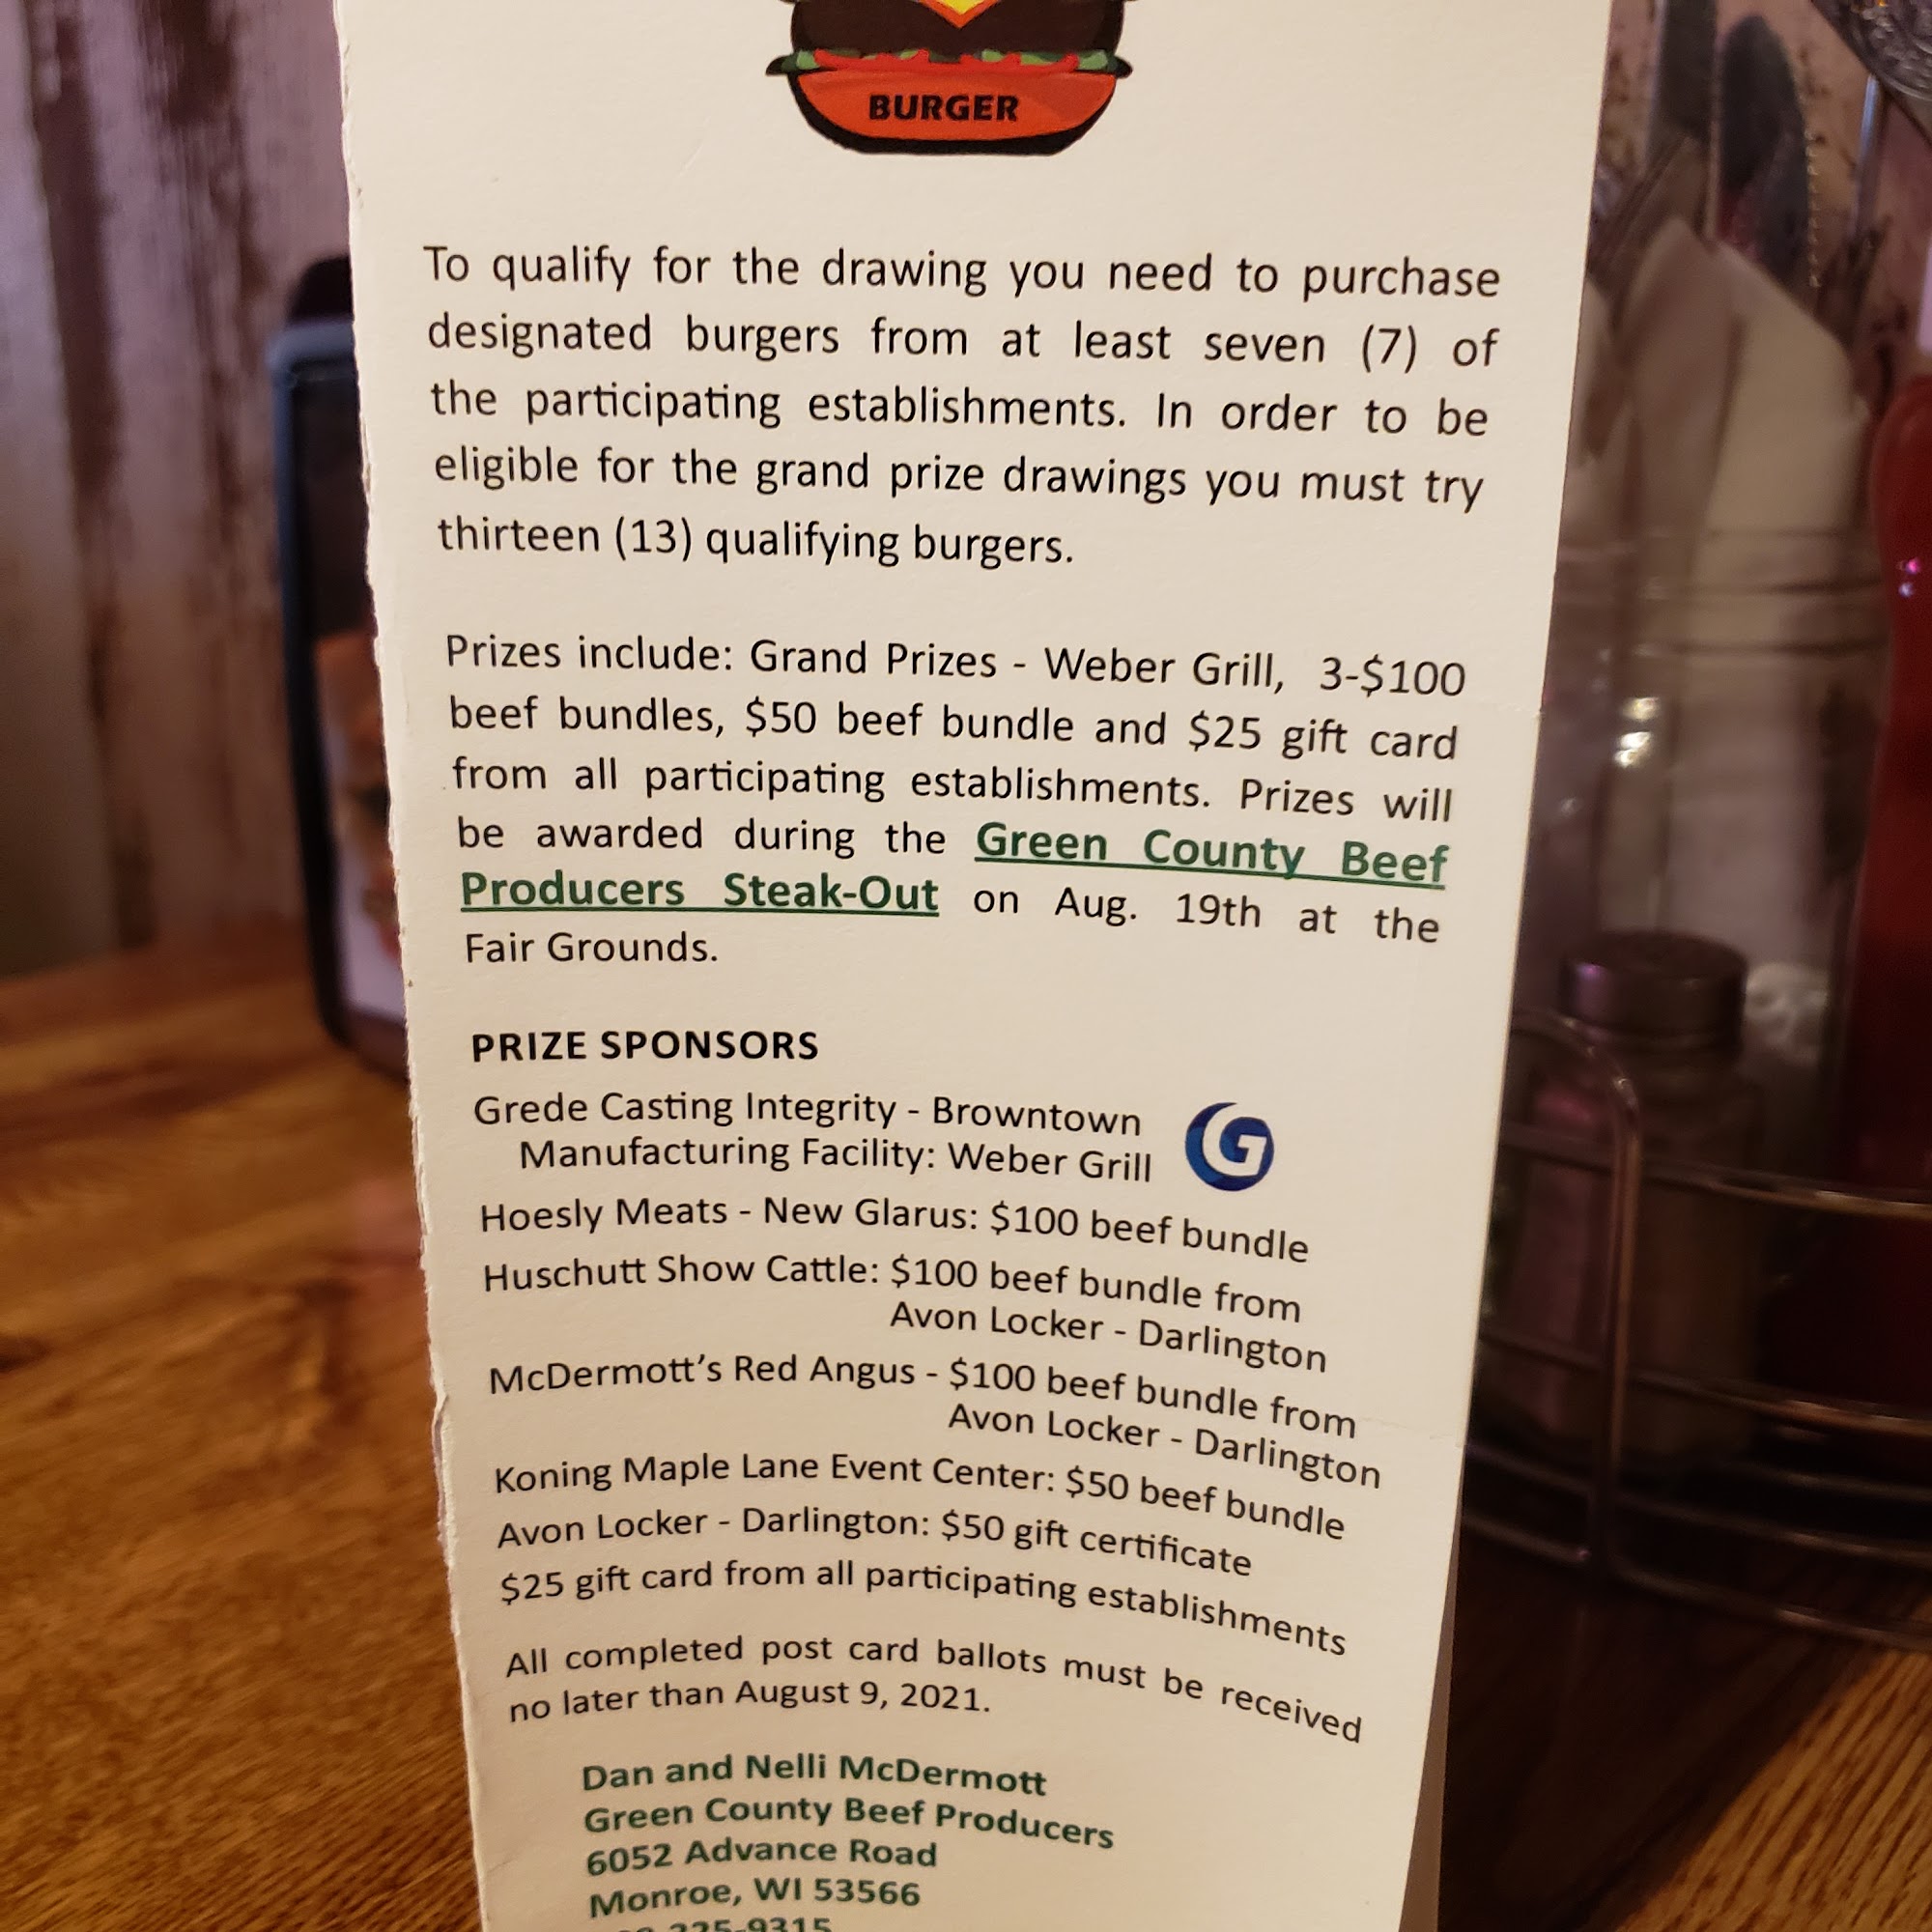 BURGER
To qualify for the drawing you need to purchase
designated burgers from at least seven (7) of
the participating establishments. In order to be
eligible for the grand prize drawings you must try
thirteen (13) qualifying burgers.
Prizes include: Grand Prizes - Weber Grill, 3-$100
beef bundles, $50 beef bundle and $25 gift card
from all participating establishments. Prizes will
be awarded during the Green County Beef
Producers Steak-Out on Aug. 19th at the
Fair Grounds.
PRIZE SPONSORS
Grede Casting Integrity - Browntown
Manufacturing Facility: Weber Grill
G
Hoesly Meats - New Glarus: $100 beef bundle
Huschutt Show Cattle: $100 beef bundle from
Avon Locker - Darlington
McDermott's Red Angus - $100 beef bundle from
Avon Locker - Darlington
Koning Maple Lane Event Center: $50 beef bundle
Avon Locker - Darlington: $50 gift certificate
$25 gift card from all participating establishments
All completed post card ballots must be received
no later than August 9, 2021.
Dan and Nelli McDermott
Green County Beef Producers
6052 Advance Road
Monroe, WI 53566
325-9315